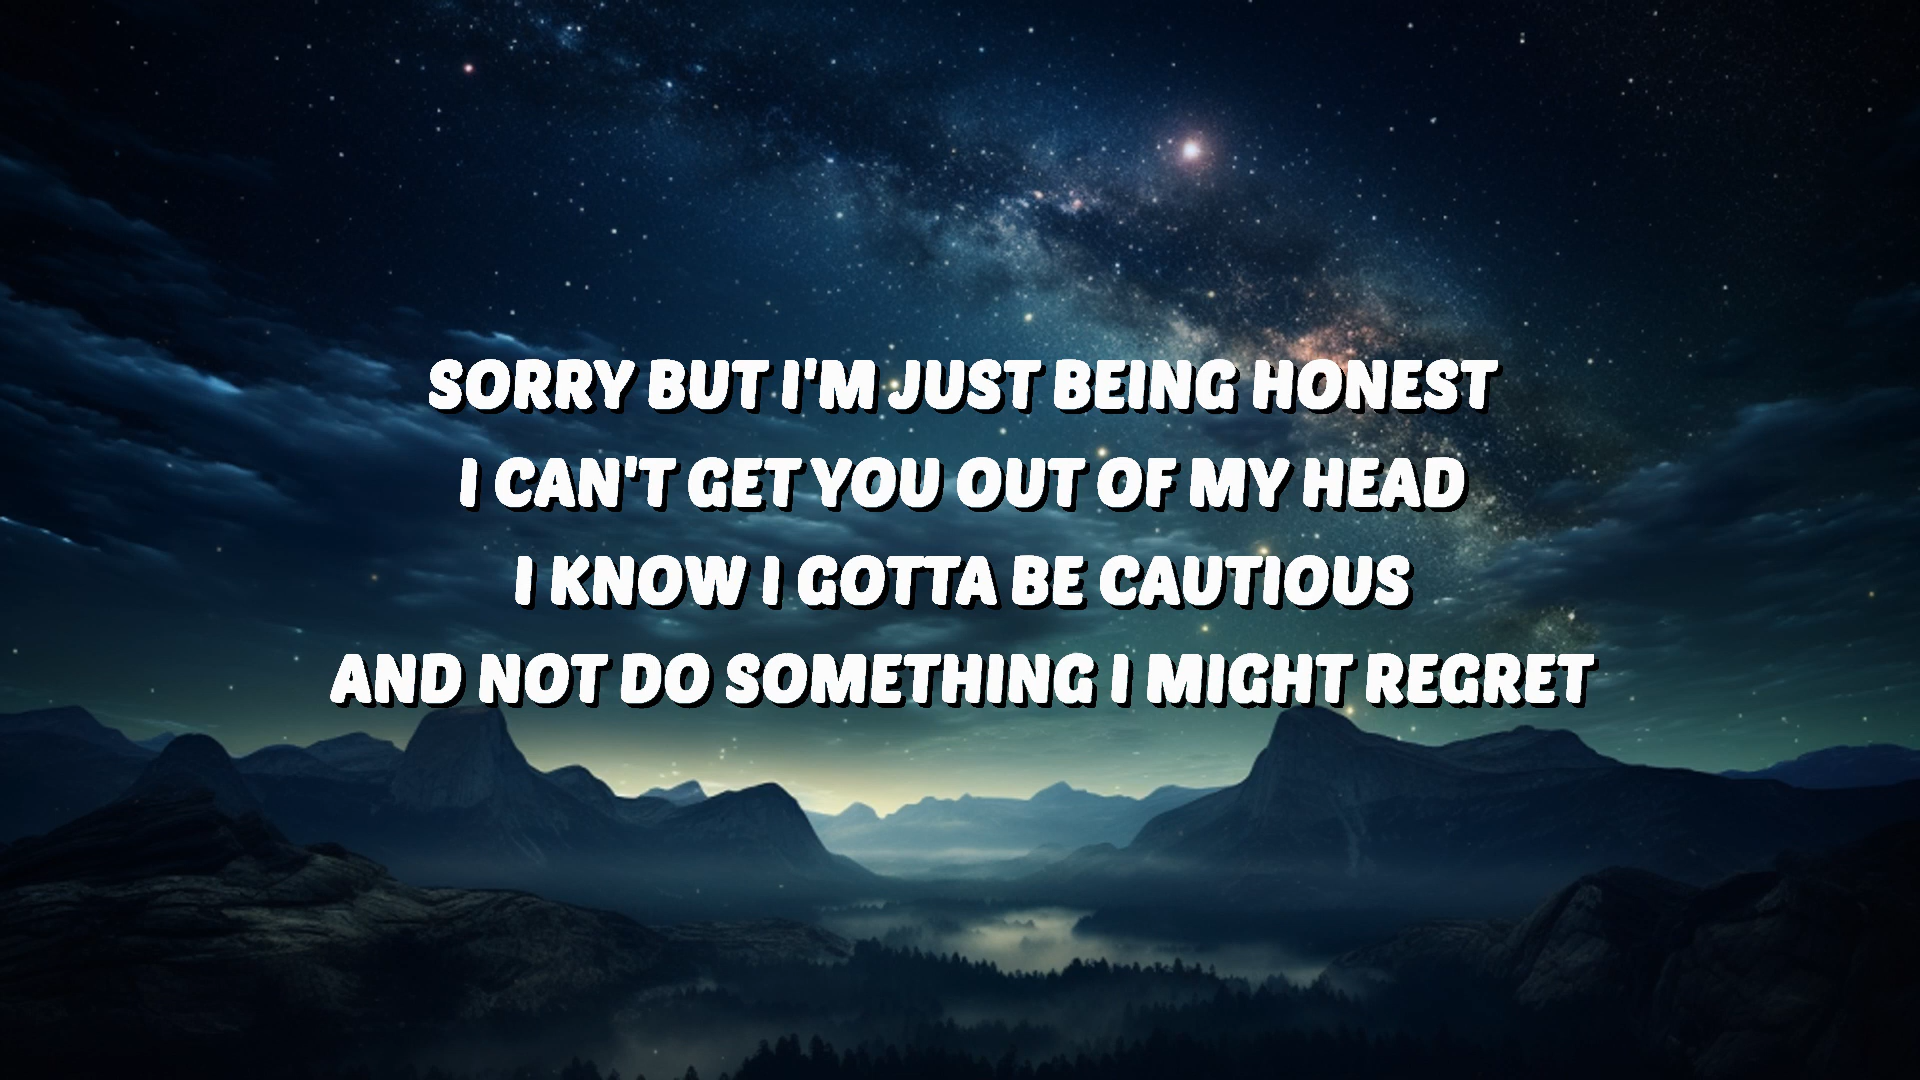 SORRY BUT I'M JUST BEING HONEST
I CAN'T GET YOU OUT OF MY HEAD
I KNOW I GOTTA BE CAUTIOUS
AND NOT DO SOMETHING I MIGHT REGRET